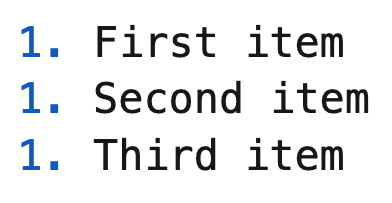 1. First item
1. Second item
1. Third item